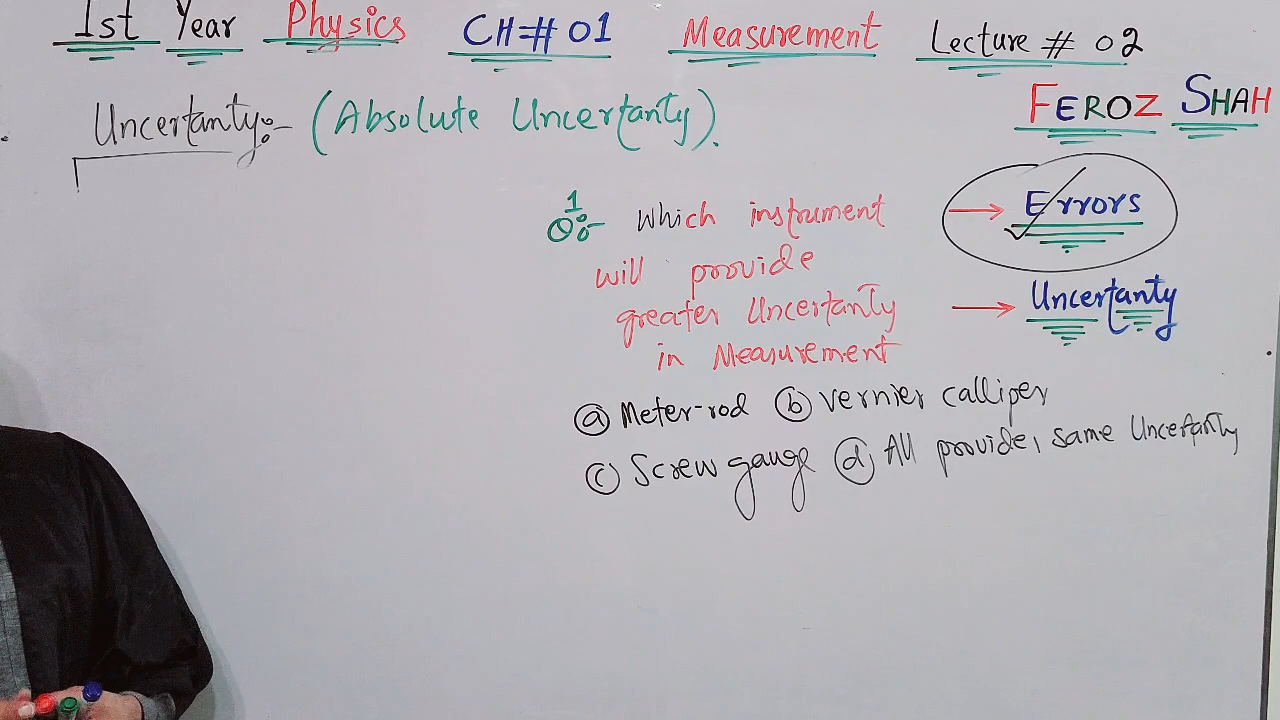 1st Year Physics CH# 01 Measurement Lecture # 02
FEROZ SHAH
Uncertanty:- (Absolute Uncertanty).
1
Q:- Which instrument
will provide
greater Uncertanty
in Measurement
→ Errors
→ Uncertanty
(a) Meter-rod (b) Vernier calliper
(c) Screw gauge (d) All provide, same Uncertanty